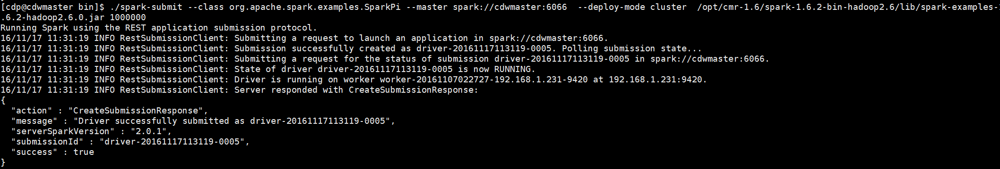 [cdp@cdwmaster bin]$ ./spark-submit --class org.apache.spark.examples.SparkPi --master spark://cdwmaster:6066  --deploy-mode cluster  /opt/cmr-1.6/spark-1.6.2-bin-hadoop2.6/lib/spark-examples-1
.6.2-hadoop2.6.0.jar 1000000
Running Spark using the REST application submission protocol.
16/11/17 11:31:19 INFO RestSubmissionClient: Submitting a request to launch an application in spark://cdwmaster:6066.
16/11/17 11:31:19 INFO RestSubmissionClient: Submission successfully created as driver-20161117113119-0005. Polling submission state...
16/11/17 11:31:19 INFO RestSubmissionClient: Submitting a request for the status of submission driver-20161117113119-0005 in spark://cdwmaster:6066.
16/11/17 11:31:19 INFO RestSubmissionClient: State of driver driver-20161117113119-0005 is now RUNNING.
16/11/17 11:31:19 INFO RestSubmissionClient: Driver is running on worker worker-20161107022727-192.168.1.231-9420 at 192.168.1.231:9420.
16/11/17 11:31:19 INFO RestSubmissionClient: Server responded with CreateSubmissionResponse:
{
  "action" : "CreateSubmissionResponse",
  "message" : "Driver successfully submitted as driver-20161117113119-0005",
  "serverSparkVersion" : "2.0.1",
  "submissionId" : "driver-20161117113119-0005",
  "success" : true
}